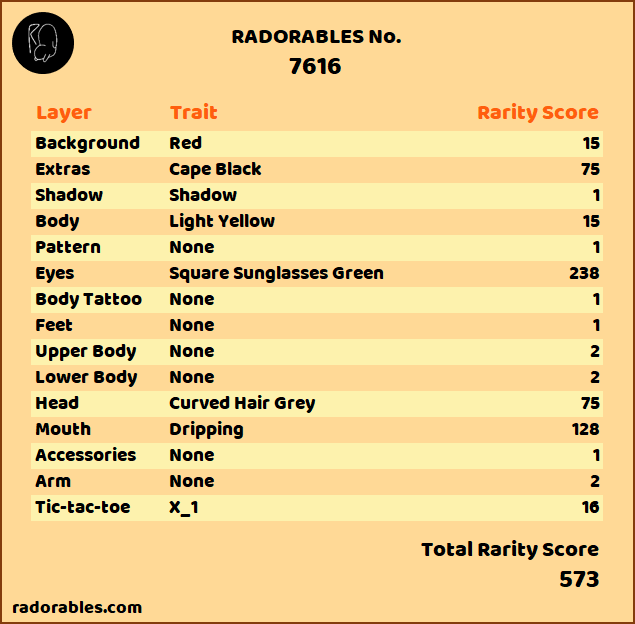 RADORABLES No.
7616
Layer Trait Rarity Score
Background Red 15
Extras Cape Black 75
Shadow Shadow 1
Body Light Yellow 15
Pattern None 1
Eyes Square Sunglasses Green 238
Body Tattoo None 1
Feet None 1
Upper Body None 2
Lower Body None 2
Head Curved Hair Grey 75
Mouth Dripping 128
Accessories None 1
Arm None 2
Tic-tac-toe X_1 16
Total Rarity Score
573
radorables.com